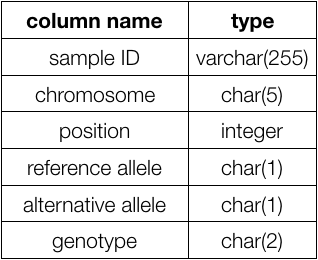 column name type
sample ID varchar(255)
chromosome char(5)
position integer
reference allele char(1)
alternative allele char(1)
genotype char(2)